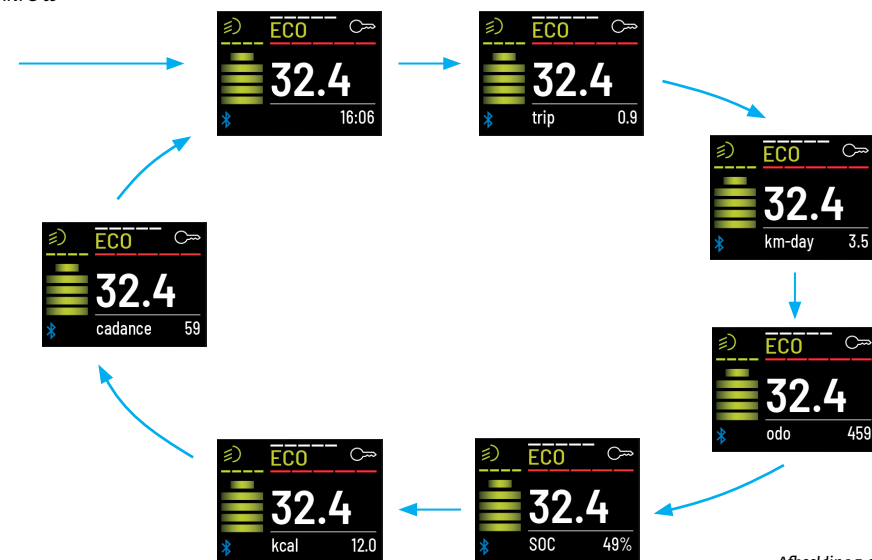 ECO
32.4
16:06
ECO
32.4
trip 0.9
ECO
32.4
km-day 3.5
ECO
32.4
odo 459
ECO
32.4
SOC 49%
ECO
32.4
kcal 12.0
ECO
32.4
cadance 59